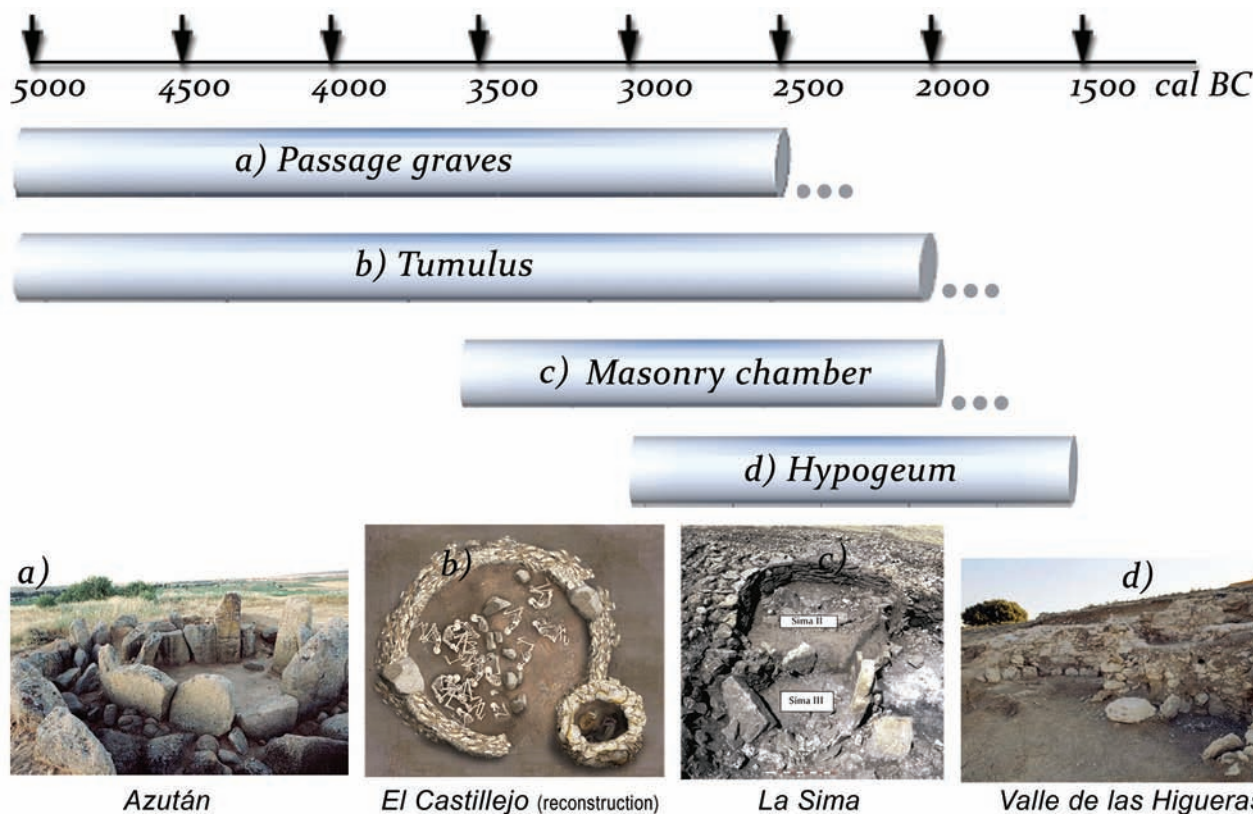 5000 4500 4000 3500 3000 2500 2000 1500 cal BC
a) Passage graves
b) Tumulus
c) Masonry chamber
d) Hypogeum
a)
b)
c)
d)
Sima II
Sima III
Azután
El Castillejo (reconstruction)
La Sima
Valle de las Higueras